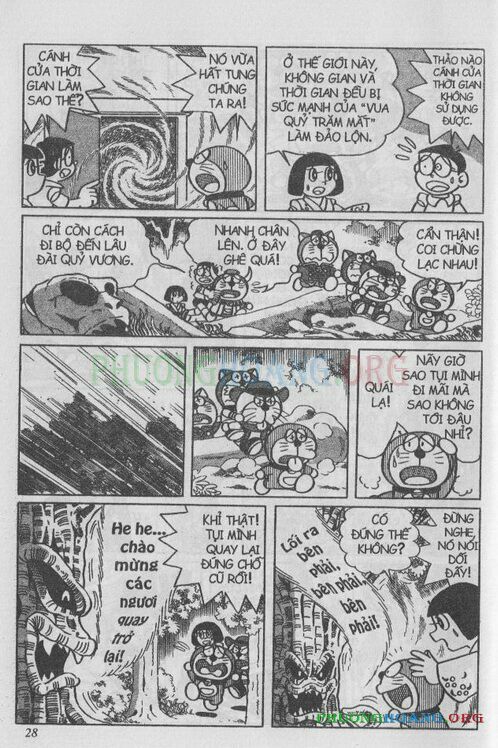 CÁNH
CỬA THỜI
GIAN LÀM
SAO THẾ?
NÓ VỪA
HẤT TUNG
CHÚNG
TA RA!
Ở THẾ GIỚI NÀY,
KHÔNG GIAN VÀ
THỜI GIAN ĐỀU BỊ
SỨC MẠNH CỦA "VUA
QUỶ TRĂM MẮT"
LÀM ĐẢO LỘN.
THẢO NÀO
CÁNH CỬA
THỜI GIAN
KHÔNG
SỬ DỤNG
ĐƯỢC.
CHỈ CÒN CÁCH
ĐI BỘ ĐẾN LÂU
ĐÀI QUỶ VƯƠNG.
NHANH CHÂN
LÊN. Ở ĐÂY
GHÊ QUÁ!
CẨN THẬN!
COI CHỪNG
LẠC NHAU!
PHUONGHOANG.ORG
QUÁI
LẠ!
NÃY GIỜ
SAO TỤI MÌNH
ĐI MÃI MÀ
SAO KHÔNG
TỚI ĐÂU
NHỈ?
He he...
chào
mừng
các
ngươi
quay
trở
lại!
KHỈ THẬT!
TỤI MÌNH
QUAY LẠI
ĐÚNG CHỖ
CŨ RỒI!
Lối ra
bên
phải,
bên phải,
bên
phải!
CÓ
ĐÚNG THẾ
KHÔNG?
ĐỪNG
NGHE,
NÓ NÓI
DỐI
ĐẤY!
28
PHUONGHOANG.ORG